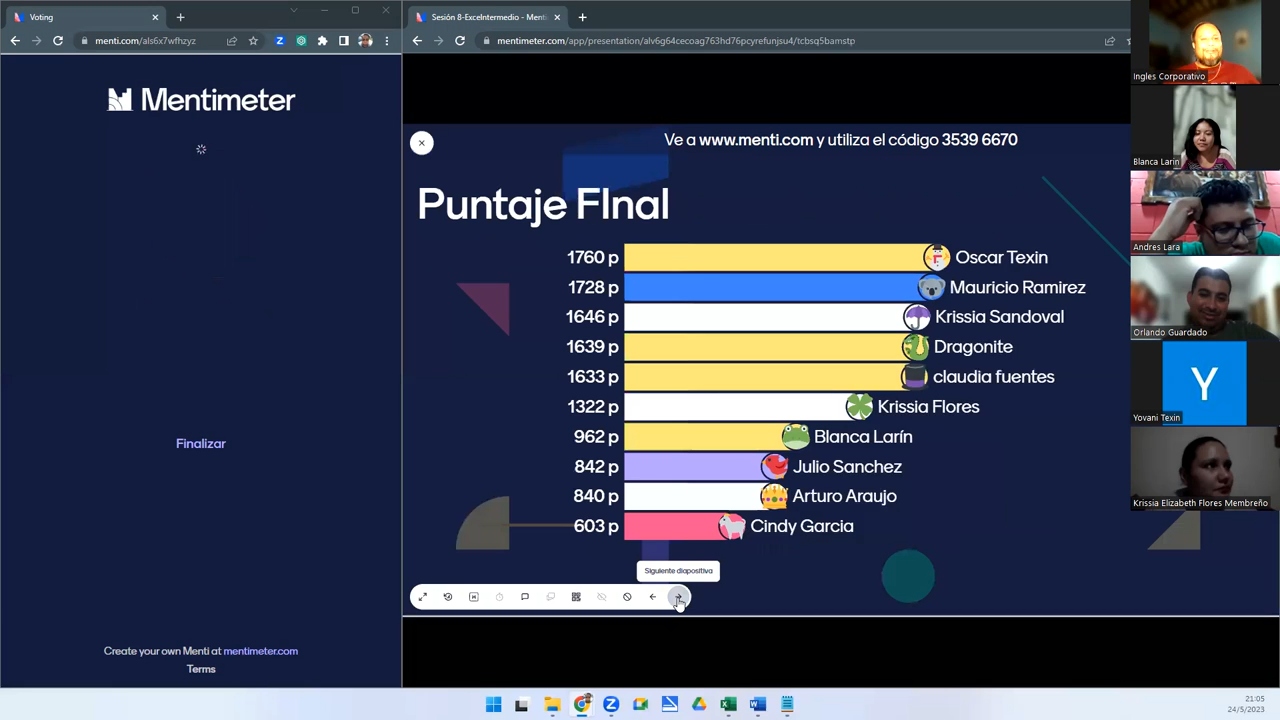 Voting
Sesión 8-ExceIntermedio - Menti
menti.com/als6x7wfhzyz
mentimeter.com/app/presentation/alv6g64cecoag763hd76pcyrefunjsu4/tcbsq5bamstp
Mentimeter
Finalizar
Create your own Menti at mentimeter.com
Terms
Ve a www.menti.com y utiliza el código 3539 6670
Puntaje FInal
1760 p Oscar Texin
1728 p Mauricio Ramirez
1646 p Krissia Sandoval
1639 p Dragonite
1633 p claudia fuentes
1322 p Krissia Flores
962 p Blanca Larín
842 p Julio Sanchez
840 p Arturo Araujo
603 p Cindy Garcia
Siguiente diapositiva
Ingles Corporativo
Blanca Larin
Andres Lara
Orlando Guardado
Y
Yovani Texin
Krissia Elizabeth Flores Membreño
21:05
24/5/2023